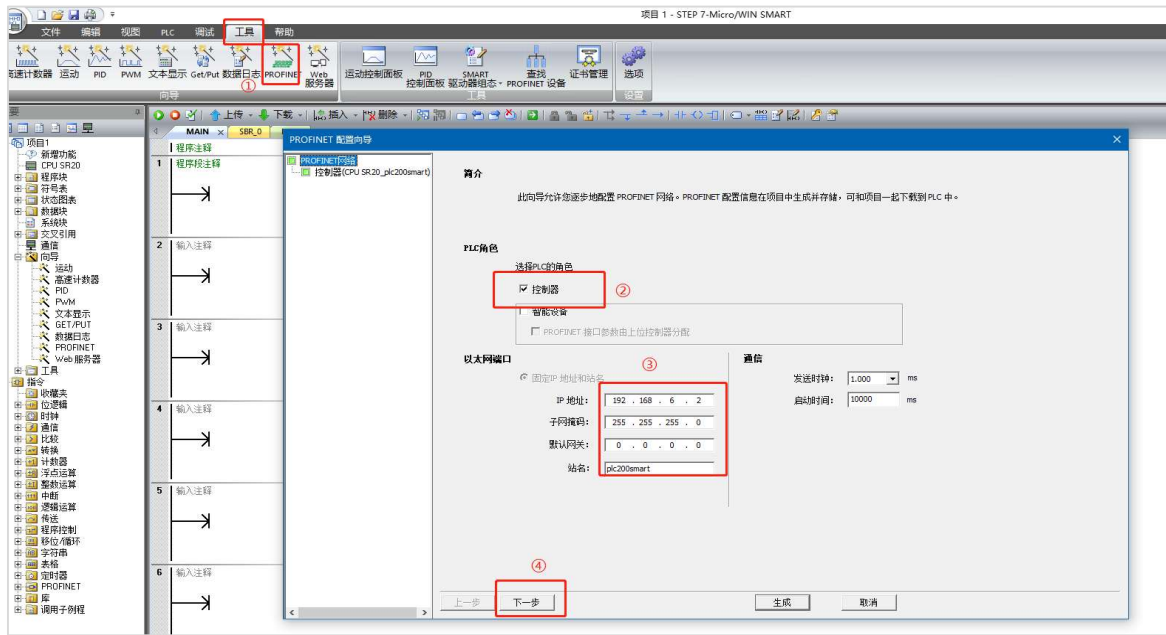 项目 1 - STEP 7-Micro/WIN SMART
文件 编辑 视图 PLC 调试 工具 帮助
高速计数器 运动 PID PWM 文本显示 Get/Put 数据日志 PROFINET Web 服务器 运动控制面板 PID 控制面板 SMART 驱动器组态 查找 PROFINET 设备 证书管理 选项
①
向导 工具 设置
上传 下载 插入 删除
MAIN × SBR_0
项目1
新增功能
CPU SR20
程序块
符号表
状态图表
数据块
系统块
交叉引用
通信
向导
运动
高速计数器
PID
PWM
文本显示
GET/PUT
数据日志
PROFINET
Web 服务器
工具
指令
收藏夹
位逻辑
时钟
通信
比较
转换
计数器
浮点运算
整数运算
中断
逻辑运算
传送
程序控制
移位/循环
字符串
表格
定时器
PROFINET
库
调用子例程
程序注释
1 程序段注释
2 输入注释
3 输入注释
4 输入注释
5 输入注释
6 输入注释
PROFINET 配置向导
PROFINET网络
控制器(CPU SR20_plc200smart)
简介
此向导允许您逐步地配置 PROFINET 网络。PROFINET 配置信息在项目中生成并存储，可和项目一起下载到 PLC 中。
PLC角色
选择PLC的角色
控制器 ②
智能设备
PROFINET 接口参数由上位控制器分配
以太网端口
③
固定IP 地址和站名
IP 地址: 192 . 168 . 6 . 2
子网掩码: 255 . 255 . 255 . 0
默认网关: 0 . 0 . 0 . 0
站名: plc200smart
通信
发送时钟: 1.000 ms
启动时间: 10000 ms
④
上一步 下一步 生成 取消